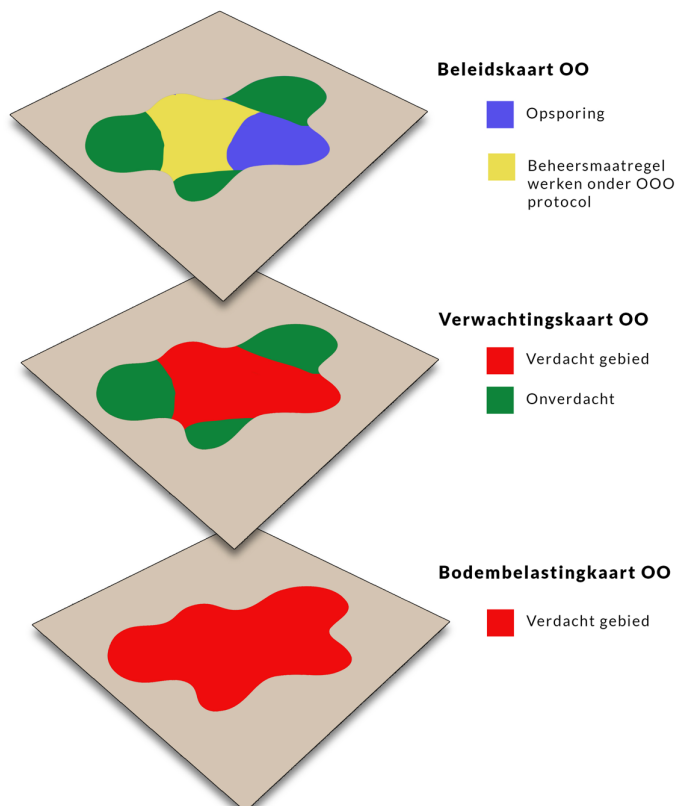 Beleidskaart OO
Opsporing
Beheersmaatregel
werken onder OOO
protocol
Verwachtingskaart OO
Verdacht gebied
Onverdacht
Bodembelastingkaart OO
Verdacht gebied